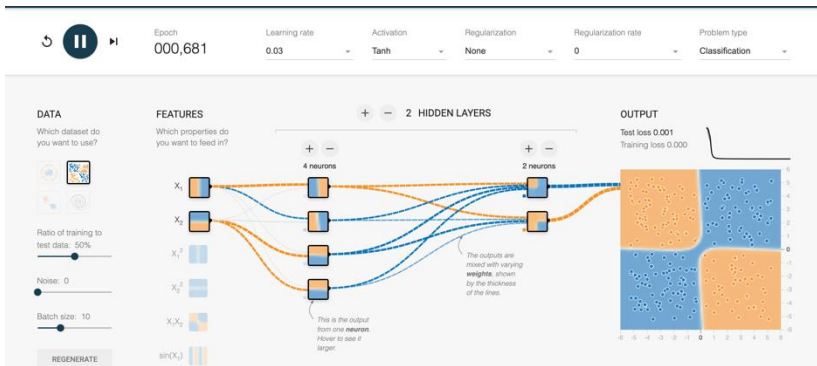 Epoch
000,681
Learning rate
0.03
Activation
Tanh
Regularization
None
Regularization rate
0
Problem type
Classification
DATA
Which dataset do
you want to use?
Ratio of training to
test data: 50%
Noise: 0
Batch size: 10
REGENERATE
FEATURES
Which properties do
you want to feed in?
X₁
X₂
X₁²
X₂²
X₁X₂
sin(X₁)
+ − 2 HIDDEN LAYERS
+ −
4 neurons
+ −
2 neurons
This is the output
from one neuron.
Hover to see it
larger.
The outputs are
mixed with varying
weights, shown
by the thickness
of the lines.
OUTPUT
Test loss 0.001
Training loss 0.000
6
5
4
3
2
1
0
-1
-2
-3
-4
-5
-6
-6 -5 -4 -3 -2 -1 0 1 2 3 4 5 6